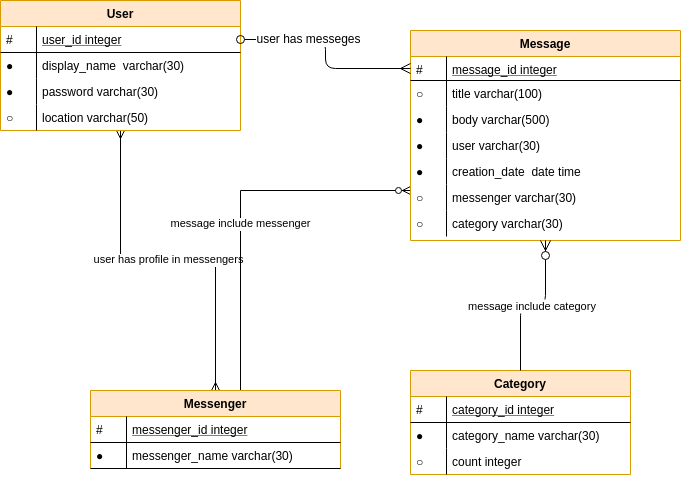 User
# user_id integer
● display_name varchar(30)
● password varchar(30)
○ location varchar(50)
user has messeges
Message
# message_id integer
○ title varchar(100)
● body varchar(500)
● user varchar(30)
● creation_date date time
○ messenger varchar(30)
○ category varchar(30)
message include messenger
user has profile in messengers
message include category
Messenger
# messenger_id integer
● messenger_name varchar(30)
Category
# category_id integer
● category_name varchar(30)
○ count integer